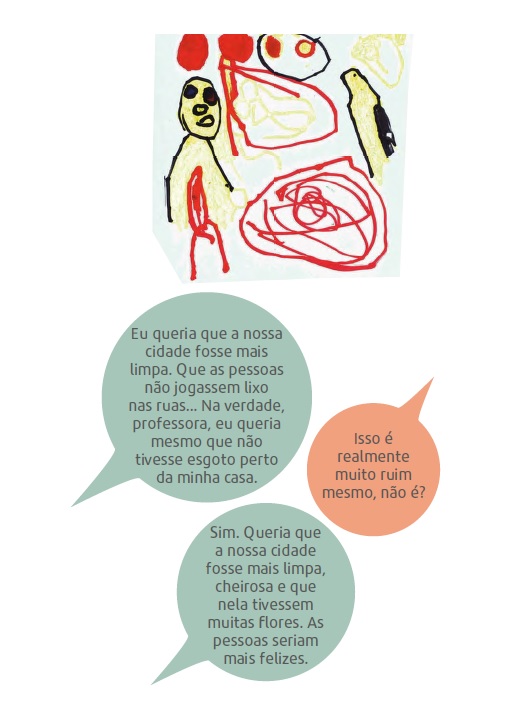 Eu queria que a nossa
cidade fosse mais
limpa. Que as pessoas
não jogassem lixo
nas ruas... Na verdade,
professora, eu queria
mesmo que não
tivesse esgoto perto
da minha casa.
Isso é
realmente
muito ruim
mesmo, não é?
Sim. Queria que
a nossa cidade
fosse mais limpa,
cheirosa e que
nela tivessem
muitas flores. As
pessoas seriam
mais felizes.